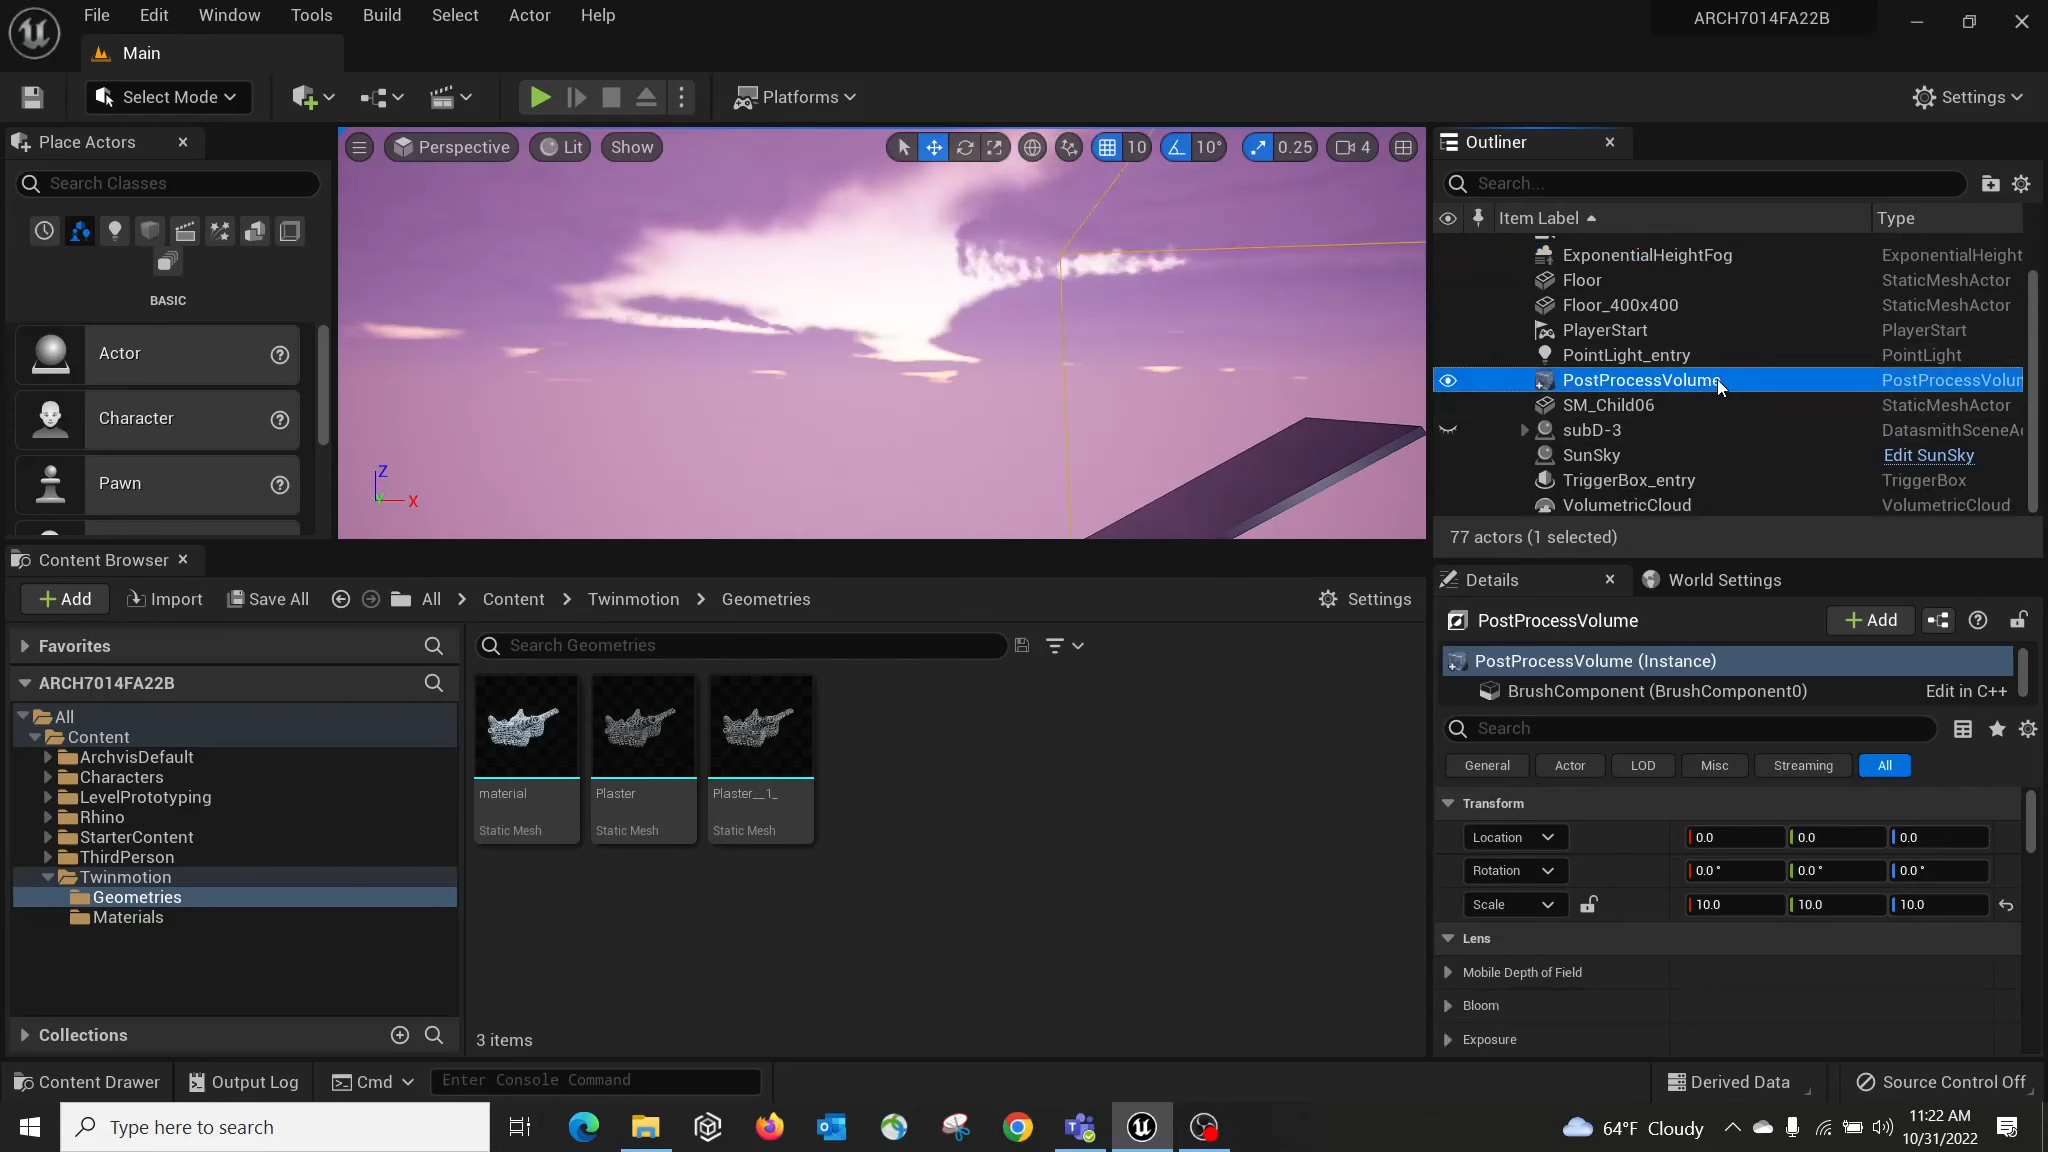 File Edit Window Tools Build Select Actor Help ARCH7014FA22B
Main
Select Mode Platforms Settings
Place Actors
Search Classes
BASIC
Actor
Character
Pawn
Perspective Lit Show 10 10° 0.25 4
Z
X
Y
Outliner
Search...
Item Label Type
ExponentialHeightFog ExponentialHeight
Floor StaticMeshActor
Floor_400x400 StaticMeshActor
PlayerStart PlayerStart
PointLight_entry PointLight
PostProcessVolume PostProcessVolum
SM_Child06 StaticMeshActor
subD-3 DatasmithSceneAc
SunSky Edit SunSky
TriggerBox_entry TriggerBox
VolumetricCloud VolumetricCloud
77 actors (1 selected)
Content Browser
Add Import Save All All Content Twinmotion Geometries Settings
Favorites
ARCH7014FA22B
All
Content
ArchvisDefault
Characters
LevelPrototyping
Rhino
StarterContent
ThirdPerson
Twinmotion
Geometries
Materials
Collections
Search Geometries
material Plaster Plaster__1_
Static Mesh Static Mesh Static Mesh
3 items
Details World Settings
PostProcessVolume Add
PostProcessVolume (Instance)
BrushComponent (BrushComponent0) Edit in C++
Search
General Actor LOD Misc Streaming All
Transform
Location 0.0 0.0 0.0
Rotation 0.0 ° 0.0 ° 0.0 °
Scale 10.0 10.0 10.0
Lens
Mobile Depth of Field
Bloom
Exposure
Content Drawer Output Log Cmd Enter Console Command Derived Data Source Control Off
Type here to search 64°F Cloudy 11:22 AM
10/31/2022